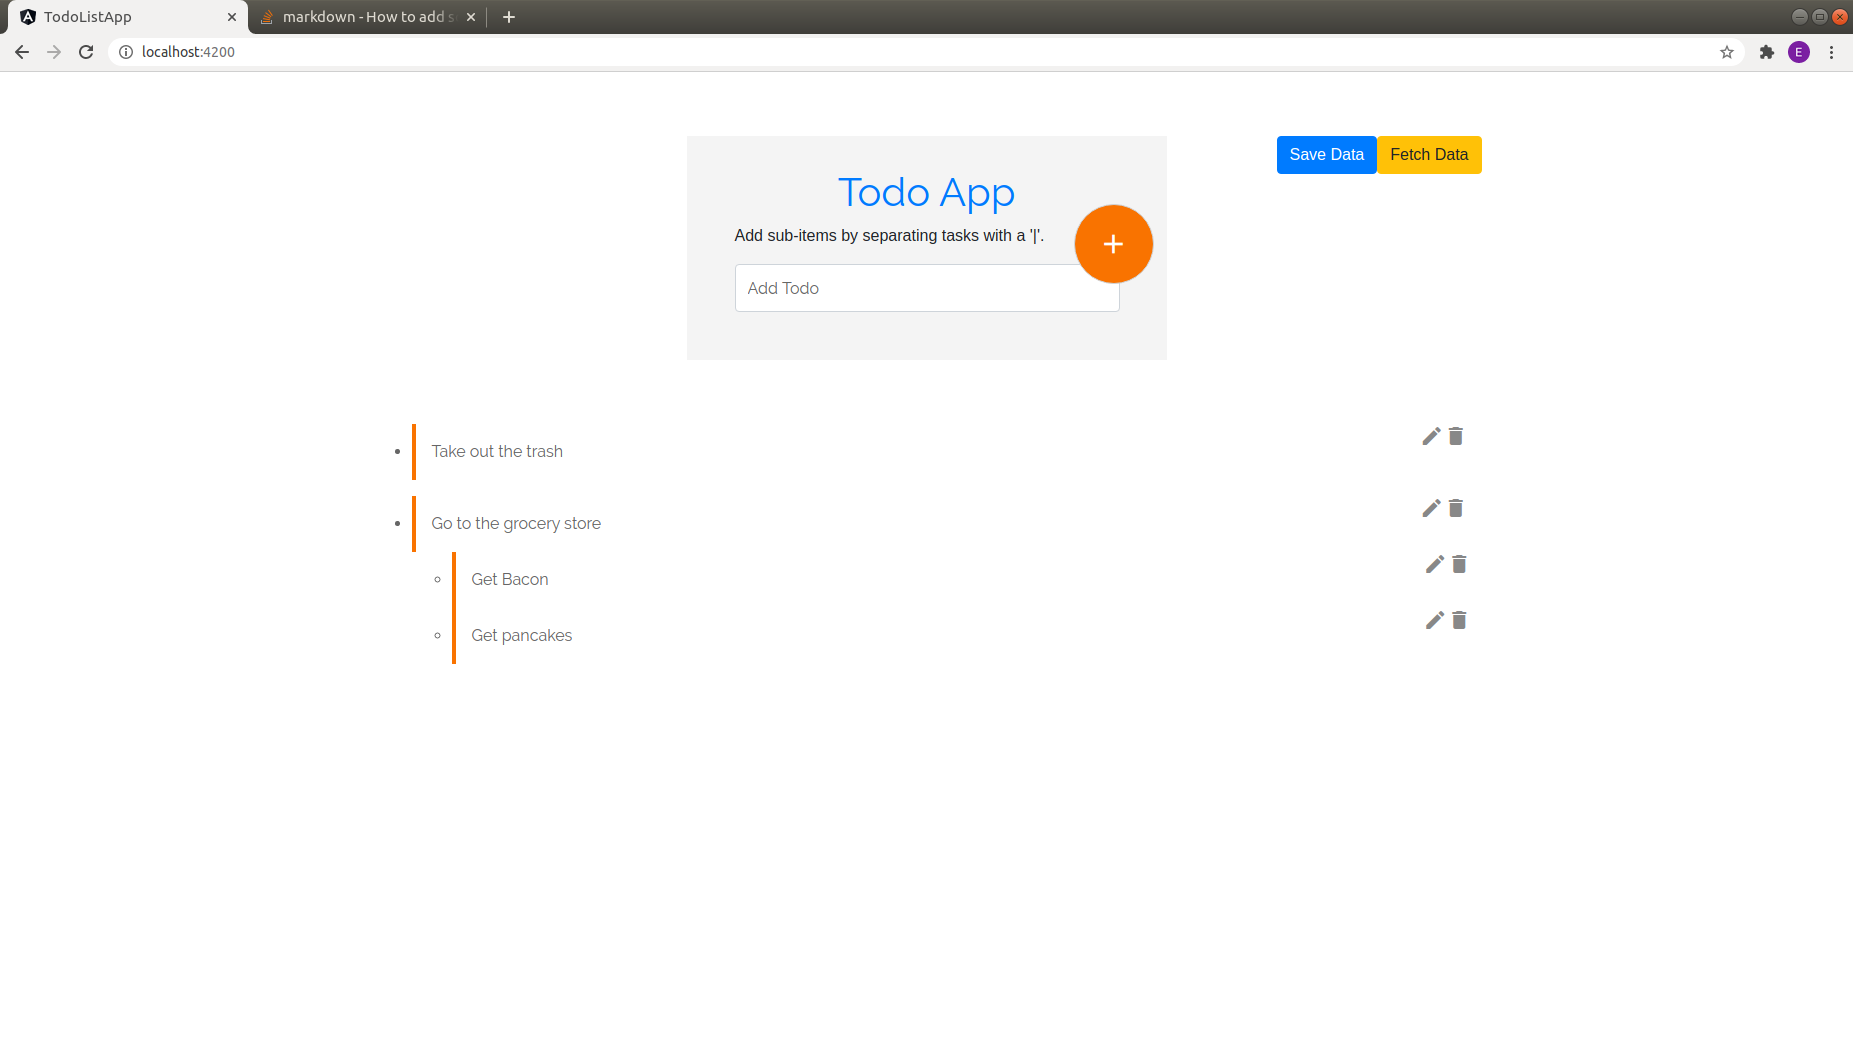 TodoListApp
markdown - How to add s
localhost:4200
E
Save Data Fetch Data
Todo App
Add sub-items by separating tasks with a '|'.
Add Todo
Take out the trash
Go to the grocery store
Get Bacon
Get pancakes